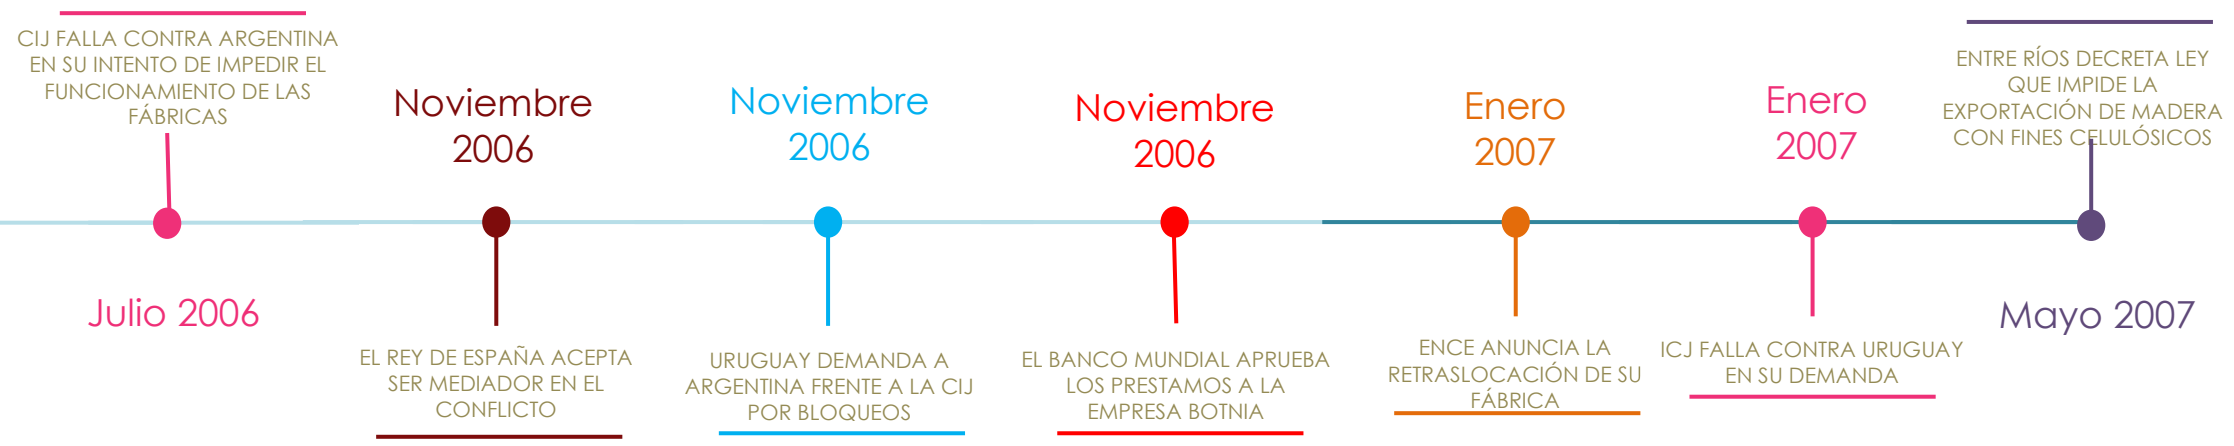 CIJ FALLA CONTRA ARGENTINA
EN SU INTENTO DE IMPEDIR EL
FUNCIONAMIENTO DE LAS
FÁBRICAS
Julio 2006
Noviembre
2006
EL REY DE ESPAÑA ACEPTA
SER MEDIADOR EN EL
CONFLICTO
Noviembre
2006
URUGUAY DEMANDA A
ARGENTINA FRENTE A LA CIJ
POR BLOQUEOS
Noviembre
2006
EL BANCO MUNDIAL APRUEBA
LOS PRESTAMOS A LA
EMPRESA BOTNIA
Enero
2007
ENCE ANUNCIA LA
RETRASLOCACIÓN DE SU
FÁBRICA
Enero
2007
ICJ FALLA CONTRA URUGUAY
EN SU DEMANDA
ENTRE RÍOS DECRETA LEY
QUE IMPIDE LA
EXPORTACIÓN DE MADERA
CON FINES CELULÓSICOS
Mayo 2007